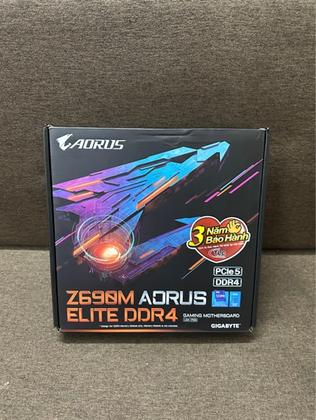 AORUS
3 Năm
Bảo Hành
PCIe 5
DDR4
Z690M AORUS
ELITE DDR4
GAMING MOTHERBOARD
GIGABYTE